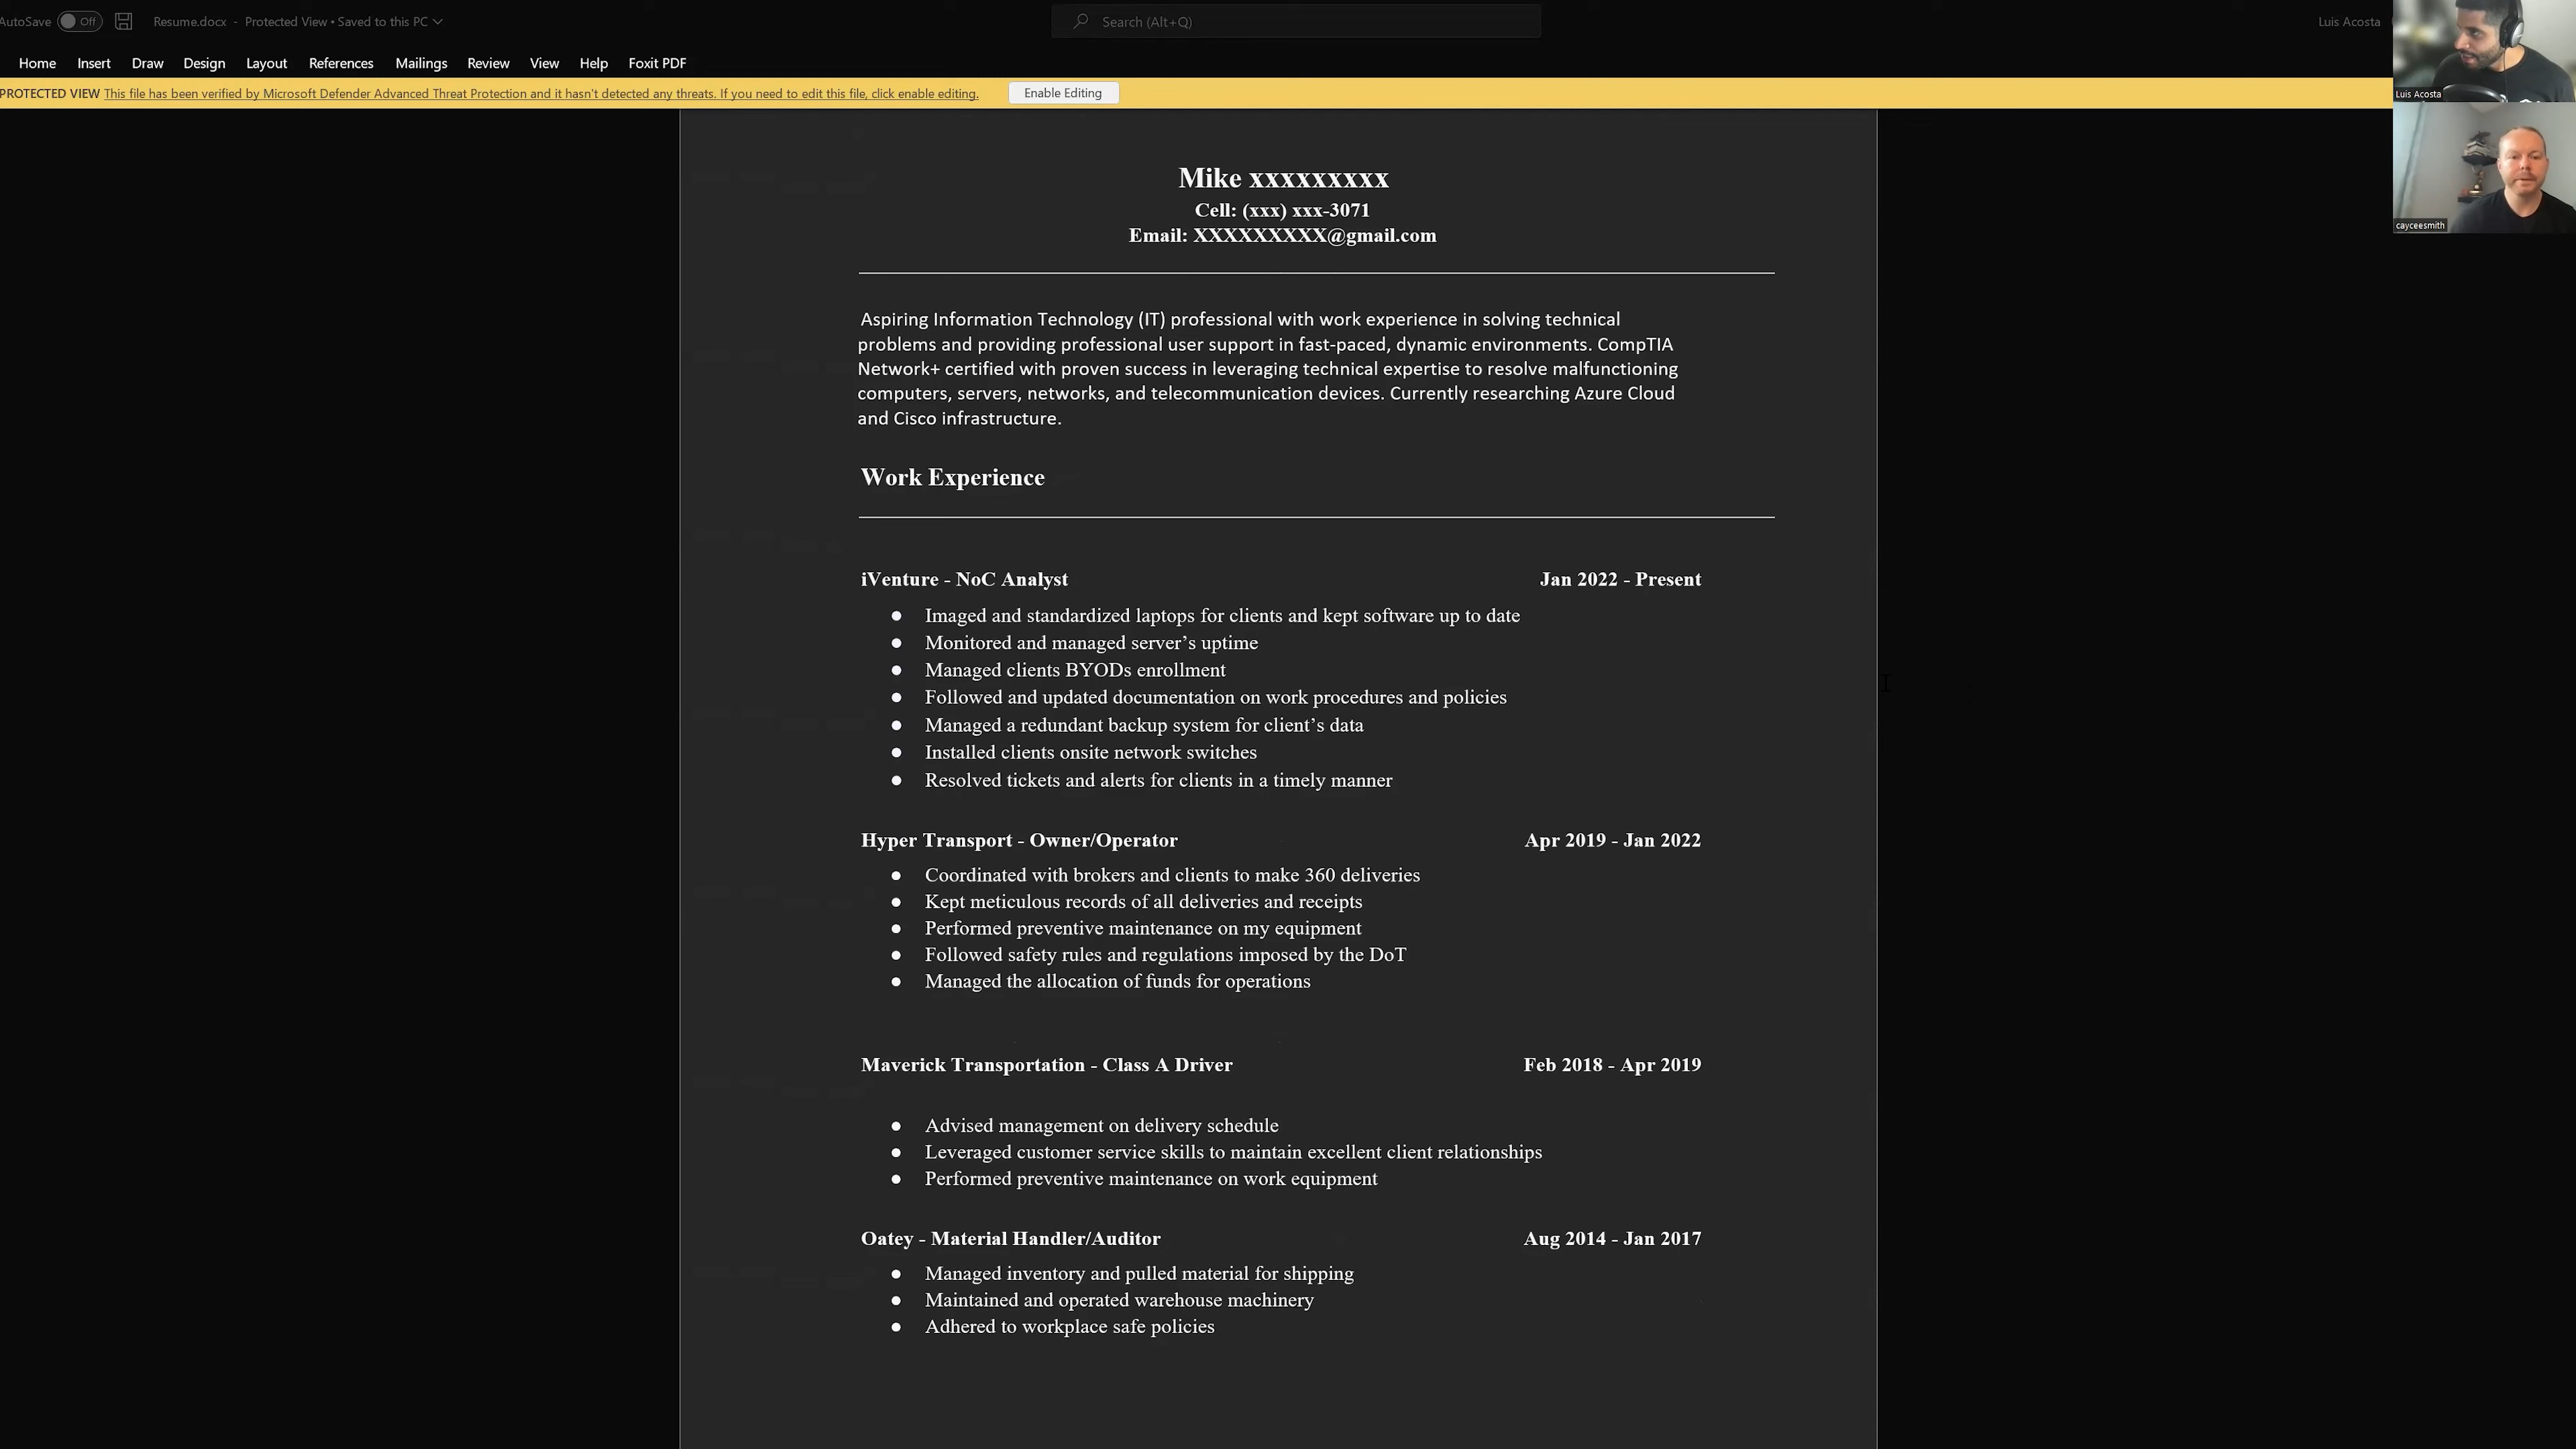 AutoSave Off Resume.docx - Protected View • Saved to this PC Search (Alt+Q) Luis Acosta
Home Insert Draw Design Layout References Mailings Review View Help Foxit PDF
PROTECTED VIEW This file has been verified by Microsoft Defender Advanced Threat Protection and it hasn't detected any threats. If you need to edit this file, click enable editing. Enable Editing
Luis Acosta
cayceesmith
Mike xxxxxxxxx
Cell: (xxx) xxx-3071
Email: XXXXXXXXX@gmail.com
Aspiring Information Technology (IT) professional with work experience in solving technical
problems and providing professional user support in fast-paced, dynamic environments. CompTIA
Network+ certified with proven success in leveraging technical expertise to resolve malfunctioning
computers, servers, networks, and telecommunication devices. Currently researching Azure Cloud
and Cisco infrastructure.
Work Experience
iVenture - NoC Analyst Jan 2022 - Present
● Imaged and standardized laptops for clients and kept software up to date
● Monitored and managed server’s uptime
● Managed clients BYODs enrollment
● Followed and updated documentation on work procedures and policies
● Managed a redundant backup system for client’s data
● Installed clients onsite network switches
● Resolved tickets and alerts for clients in a timely manner
Hyper Transport - Owner/Operator Apr 2019 - Jan 2022
● Coordinated with brokers and clients to make 360 deliveries
● Kept meticulous records of all deliveries and receipts
● Performed preventive maintenance on my equipment
● Followed safety rules and regulations imposed by the DoT
● Managed the allocation of funds for operations
Maverick Transportation - Class A Driver Feb 2018 - Apr 2019
● Advised management on delivery schedule
● Leveraged customer service skills to maintain excellent client relationships
● Performed preventive maintenance on work equipment
Oatey - Material Handler/Auditor Aug 2014 - Jan 2017
● Managed inventory and pulled material for shipping
● Maintained and operated warehouse machinery
● Adhered to workplace safe policies